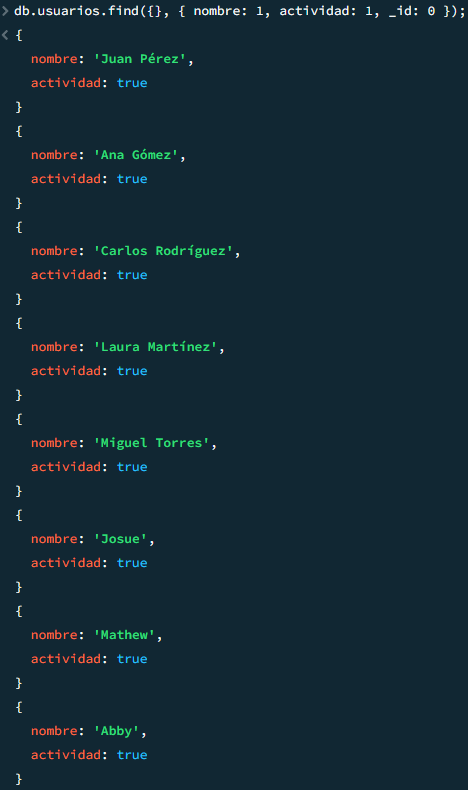 > db.usuarios.find({}, { nombre: 1, actividad: 1, _id: 0 });
< {
nombre: 'Juan Pérez',
actividad: true
}
{
nombre: 'Ana Gómez',
actividad: true
}
{
nombre: 'Carlos Rodríguez',
actividad: true
}
{
nombre: 'Laura Martínez',
actividad: true
}
{
nombre: 'Miguel Torres',
actividad: true
}
{
nombre: 'Josue',
actividad: true
}
{
nombre: 'Mathew',
actividad: true
}
{
nombre: 'Abby',
actividad: true
}